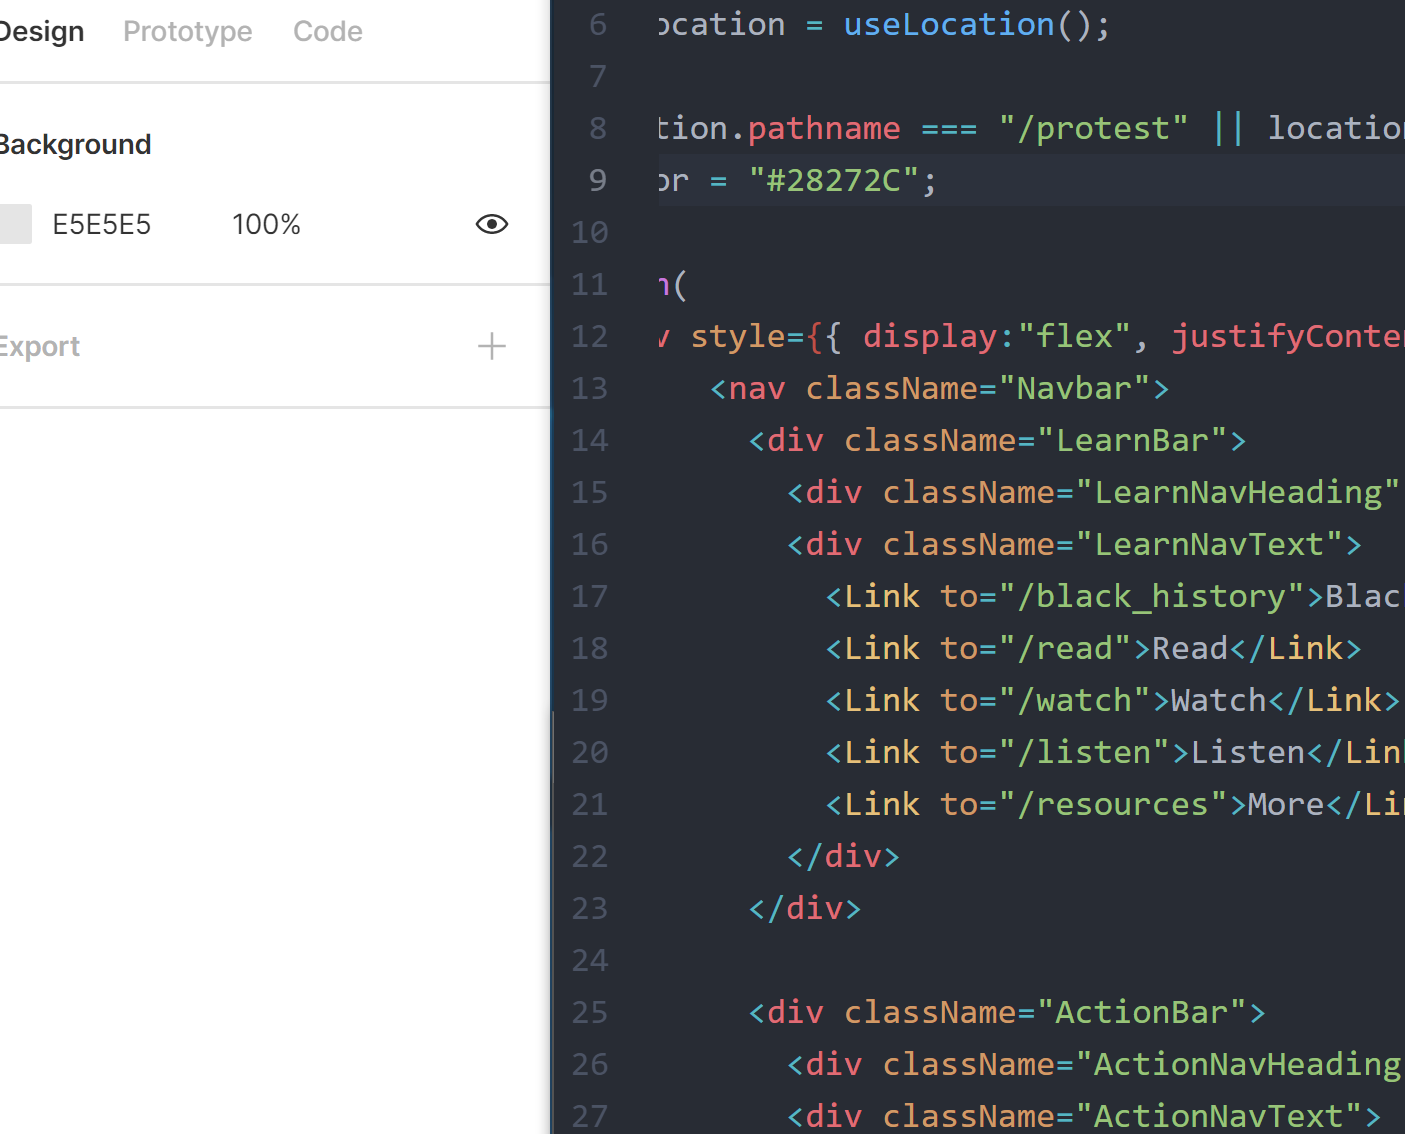 Design Prototype Code
Background
E5E5E5 100%
Export
6 ocation = useLocation();
7
8 tion.pathname === "/protest" || locatio
9 or = "#28272C";
10
11 n(
12 v style={{ display:"flex", justifyConte
13 <nav className="Navbar">
14 <div className="LearnBar">
15 <div className="LearnNavHeading"
16 <div className="LearnNavText">
17 <Link to="/black_history">Blac
18 <Link to="/read">Read</Link>
19 <Link to="/watch">Watch</Link>
20 <Link to="/listen">Listen</Lin
21 <Link to="/resources">More</Li
22 </div>
23 </div>
24
25 <div className="ActionBar">
26 <div className="ActionNavHeading
27 <div className="ActionNavText">